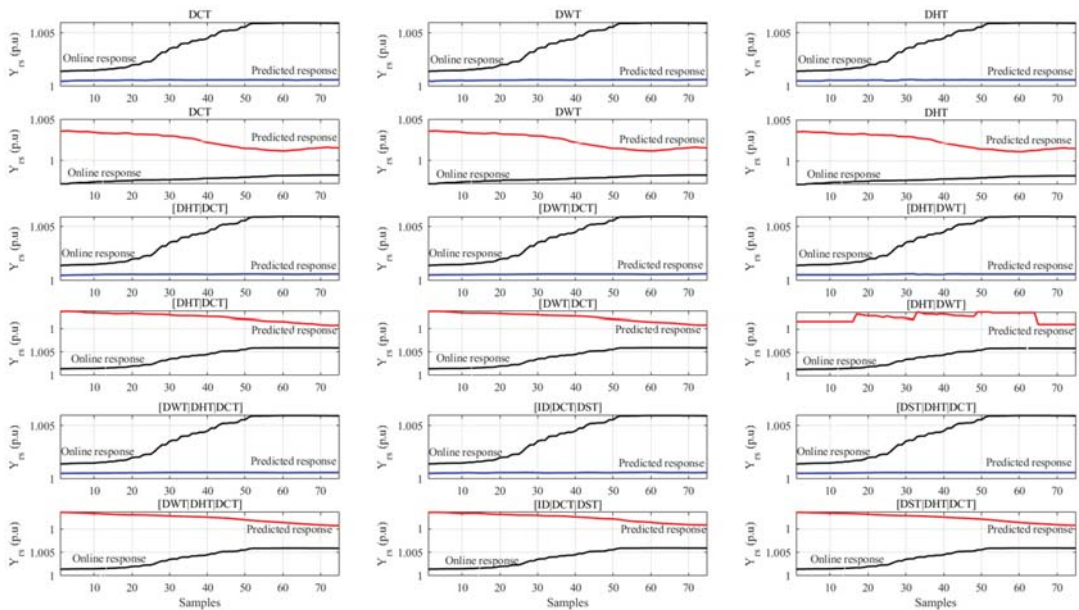 DCT DWT DHT
Y rs (p.u) 1.005 Online response Predicted response 1 Y rs (p.u) 1.005 Online response Predicted response 1 Y rs (p.u) 1.005 Online response Predicted response 1
10 20 30 40 50 60 70 10 20 30 40 50 60 70 10 20 30 40 50 60 70
DCT DWT DHT
Y rs (p.u) 1.005 Predicted response 1 Online response Y rs (p.u) 1.005 Predicted response 1 Online response Y rs (p.u) 1.005 Predicted response 1 Online response
10 20 30 40 50 60 70 10 20 30 40 50 60 70 10 20 30 40 50 60 70
[DHT|DCT] [DWT|DCT] [DHT|DWT]
Y rs (p.u) 1.005 Online response Predicted response 1 Y rs (p.u) 1.005 Online response Predicted response 1 Y rs (p.u) 1.005 Online response Predicted response 1
10 20 30 40 50 60 70 10 20 30 40 50 60 70 10 20 30 40 50 60 70
[DHT|DCT] [DWT|DCT] [DHT|DWT]
Y rs (p.u) 1 Predicted response 1.005 Online response 1 Y rs (p.u) 1 Predicted response 1.005 Online response 1 Y rs (p.u) 1 Predicted response 1.005 Online response 1
10 20 30 40 50 60 70 10 20 30 40 50 60 70 10 20 30 40 50 60 70
[DWT|DHT|DCT] [ID|DCT|DST] [DST|DHT|DCT]
Y rs (p.u) 1.005 Online response Predicted response 1 Y rs (p.u) 1.005 Online response Predicted response 1 Y rs (p.u) 1.005 Online response Predicted response 1
10 20 30 40 50 60 70 10 20 30 40 50 60 70 10 20 30 40 50 60 70
[DWT|DHT|DCT] [ID|DCT|DST] [DST|DHT|DCT]
Y rs (p.u) 1 Predicted response 1.005 Online response 1 Y rs (p.u) 1 Predicted response 1.005 Online response 1 Y rs (p.u) 1 Predicted response 1.005 Online response 1
10 20 30 40 50 60 70 10 20 30 40 50 60 70 10 20 30 40 50 60 70
Samples Samples Samples